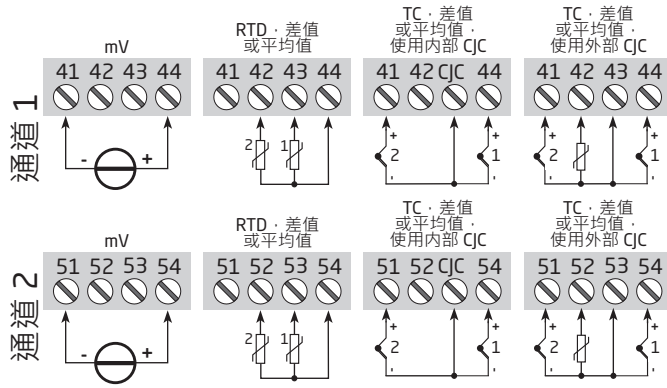 通道 1
mV
41 42 43 44
- +
RTD，差值
或平均值
41 42 43 44
2 1
TC，差值
或平均值，
使用内部 CJC
41 42 CJC 44
+ +
2 1
- -
TC，差值
或平均值，
使用外部 CJC
41 42 43 44
+ +
2 1
- -
通道 2
mV
51 52 53 54
- +
RTD，差值
或平均值
51 52 53 54
2 1
TC，差值
或平均值，
使用内部 CJC
51 52 CJC 54
+ +
2 1
- -
TC，差值
或平均值，
使用外部 CJC
51 52 53 54
+ +
2 1
- -